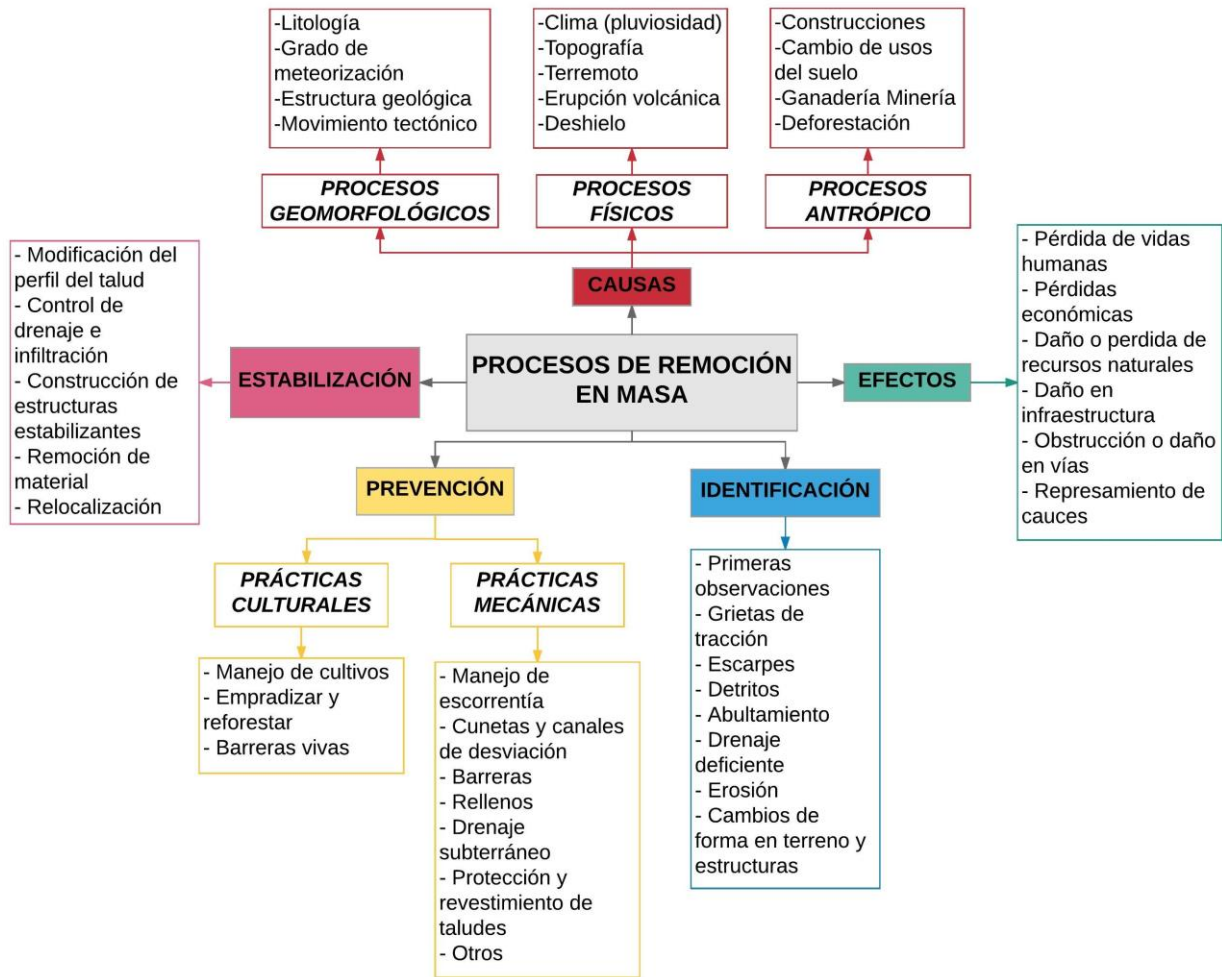 -Litología
-Grado de
meteorización
-Estructura geológica
-Movimiento tectónico
-Clima (pluviosidad)
-Topografía
-Terremoto
-Erupción volcánica
-Deshielo
-Construcciones
-Cambio de usos
del suelo
-Ganadería Minería
-Deforestación
PROCESOS
GEOMORFOLÓGICOS
PROCESOS
FÍSICOS
PROCESOS
ANTRÓPICO
CAUSAS
PROCESOS DE REMOCIÓN
EN MASA
ESTABILIZACIÓN
- Modificación del
perfil del talud
- Control de
drenaje e
infiltración
- Construcción de
estructuras
estabilizantes
- Remoción de
material
- Relocalización
EFECTOS
- Pérdida de vidas
humanas
- Pérdidas
económicas
- Daño o perdida de
recursos naturales
- Daño en
infraestructura
- Obstrucción o daño
en vías
- Represamiento de
cauces
PREVENCIÓN
PRÁCTICAS
CULTURALES
- Manejo de cultivos
- Empradizar y
reforestar
- Barreras vivas
PRÁCTICAS
MECÁNICAS
- Manejo de
escorrentía
- Cunetas y canales
de desviación
- Barreras
- Rellenos
- Drenaje
subterráneo
- Protección y
revestimiento de
taludes
- Otros
IDENTIFICACIÓN
- Primeras
observaciones
- Grietas de
tracción
- Escarpes
- Detritos
- Abultamiento
- Drenaje
deficiente
- Erosión
- Cambios de
forma en terreno y
estructuras